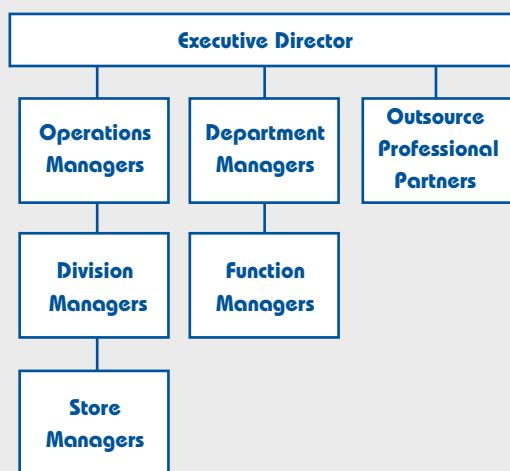 Executive Director
Operations
Managers
Department
Managers
Outsource
Professional
Partners
Division
Managers
Function
Managers
Store
Managers